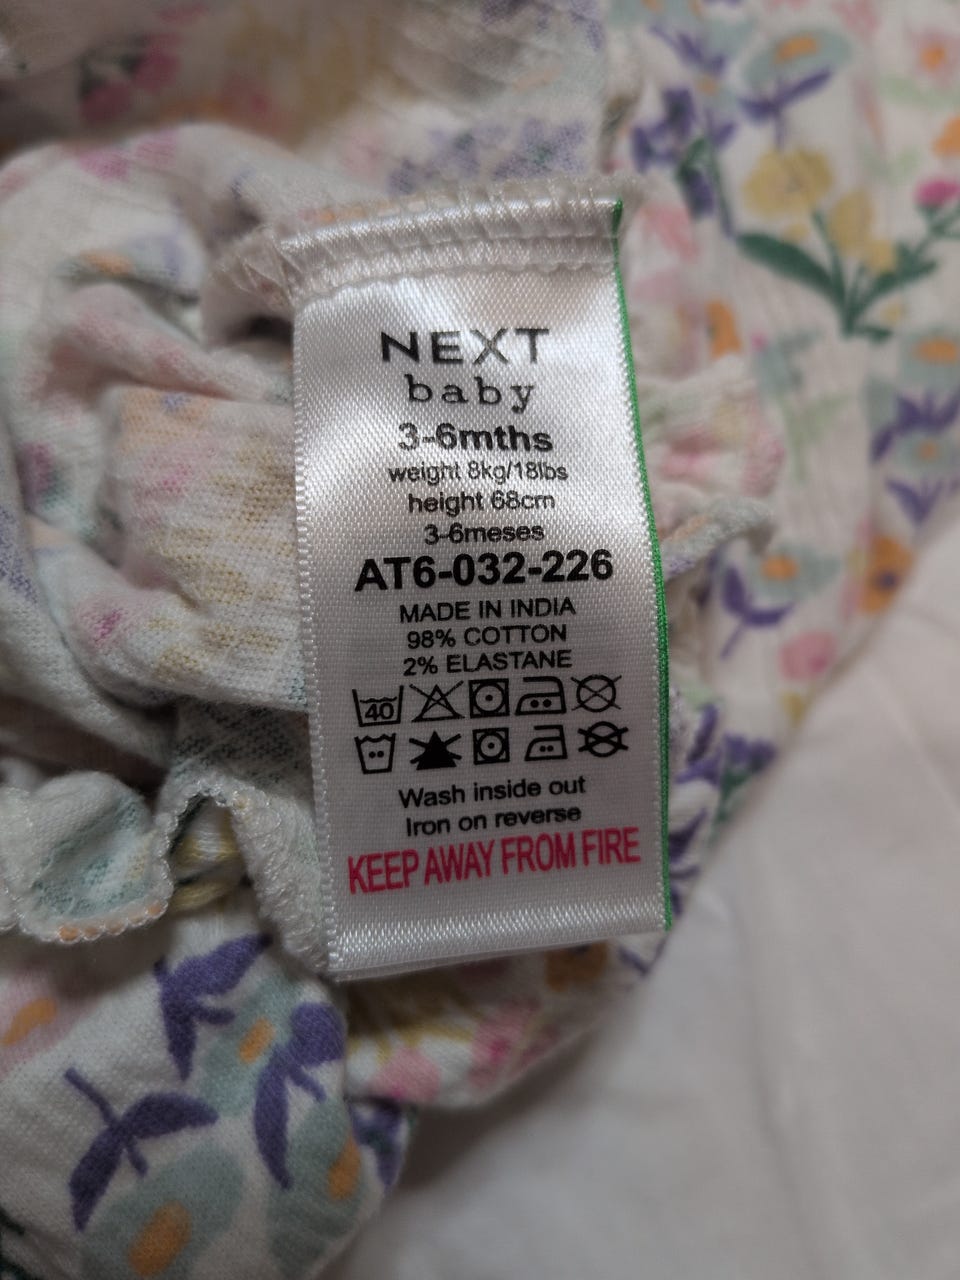 NEXT
baby
3-6mths
weight 8kg/18lbs
height 68cm
3-6meses
AT6-032-226
MADE IN INDIA
98% COTTON
2% ELASTANE
40
Wash inside out
Iron on reverse
KEEP AWAY FROM FIRE